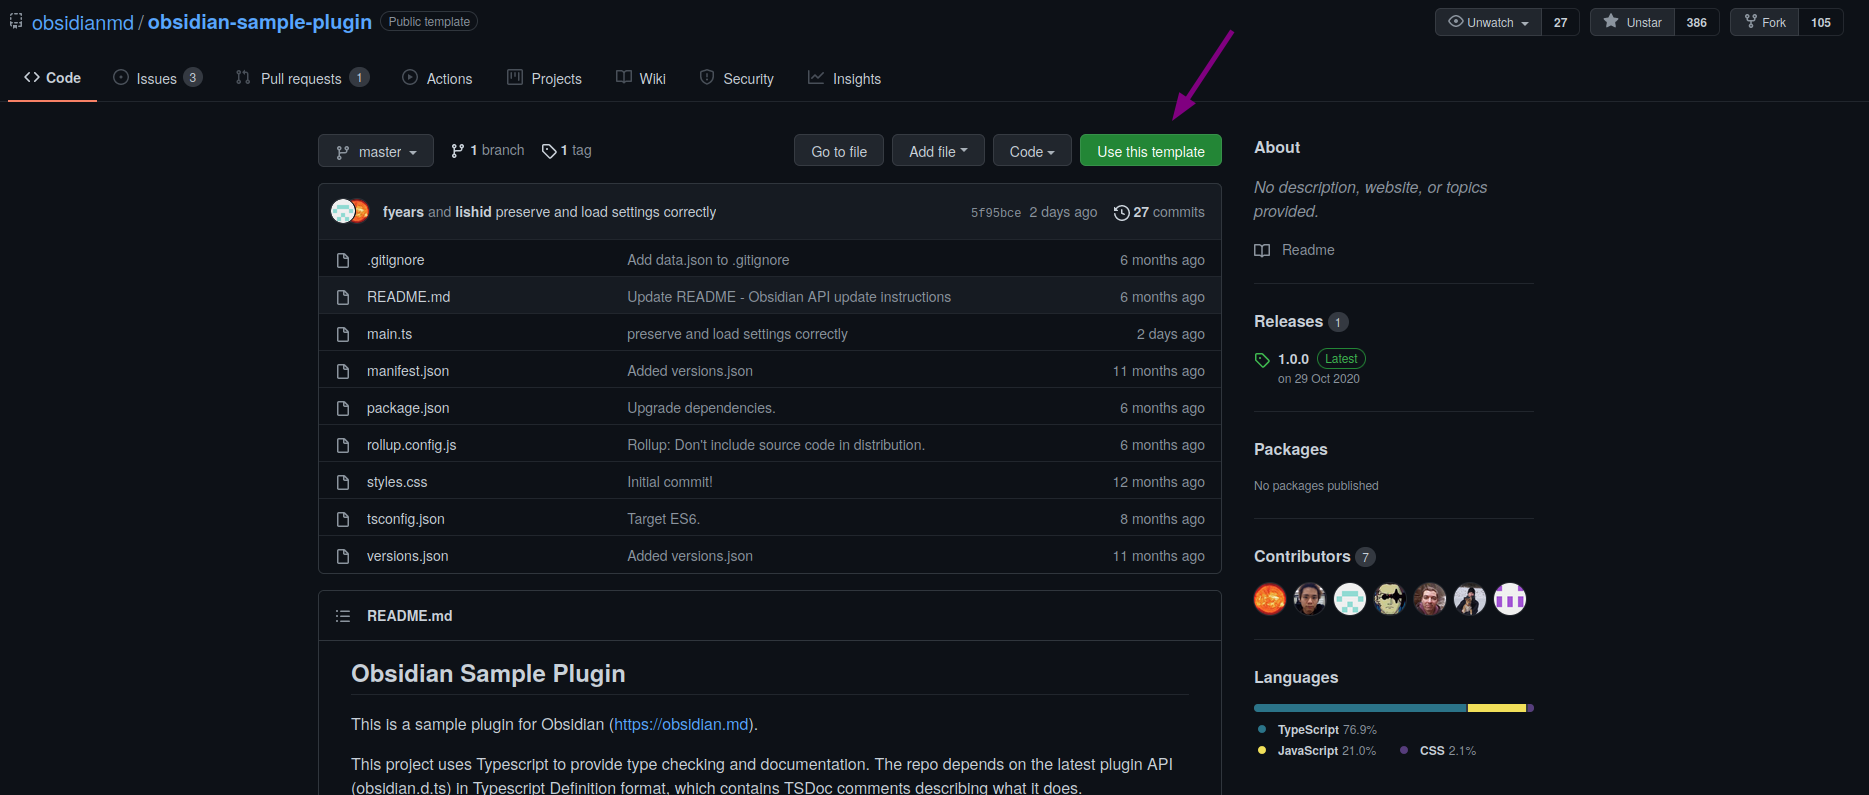 obsidianmd / obsidian-sample-plugin Public template Unwatch 27 Unstar 386 Fork 105
Code Issues 3 Pull requests 1 Actions Projects Wiki Security Insights
master 1 branch 1 tag Go to file Add file Code Use this template
fyears and lishid preserve and load settings correctly 5f95bce 2 days ago 27 commits
.gitignore Add data.json to .gitignore 6 months ago
README.md Update README - Obsidian API update instructions 6 months ago
main.ts preserve and load settings correctly 2 days ago
manifest.json Added versions.json 11 months ago
package.json Upgrade dependencies. 6 months ago
rollup.config.js Rollup: Don't include source code in distribution. 6 months ago
styles.css Initial commit! 12 months ago
tsconfig.json Target ES6. 8 months ago
versions.json Added versions.json 11 months ago
README.md
Obsidian Sample Plugin
This is a sample plugin for Obsidian (https://obsidian.md).
This project uses Typescript to provide type checking and documentation. The repo depends on the latest plugin API
(obsidian.d.ts) in Typescript Definition format, which contains TSDoc comments describing what it does.
About
No description, website, or topics
provided.
Readme
Releases 1
1.0.0 Latest
on 29 Oct 2020
Packages
No packages published
Contributors 7
Languages
TypeScript 76.9%
JavaScript 21.0% CSS 2.1%